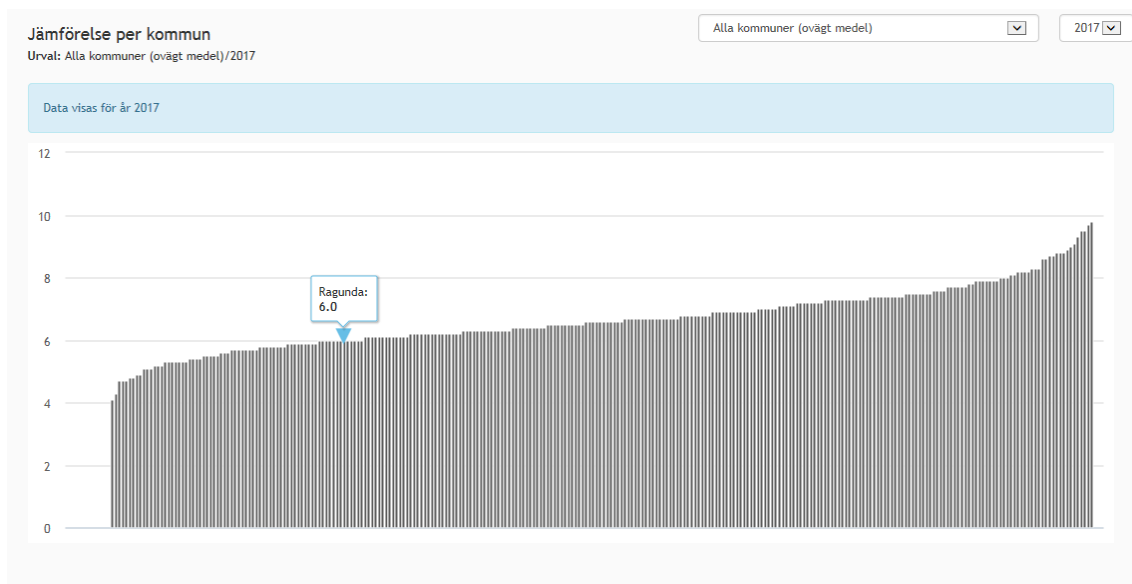 Jämförelse per kommun
Alla kommuner (ovägt medel)
2017
Urval: Alla kommuner (ovägt medel)/2017
Data visas för år 2017
12
10
8
Ragunda:
6.0
6
4
2
0